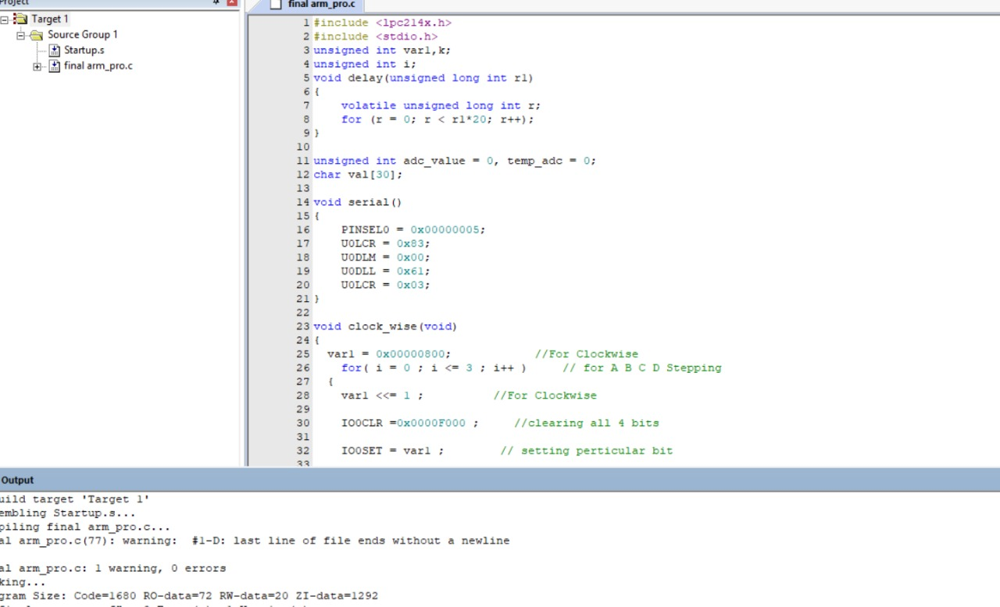 Project
final arm_pro.c
Target 1
Source Group 1
Startup.s
final arm_pro.c
1 #include <lpc214x.h>
2 #include <stdio.h>
3 unsigned int var1,k;
4 unsigned int i;
5 void delay(unsigned long int r1)
6 {
7 volatile unsigned long int r;
8 for (r = 0; r < r1*20; r++);
9 }
10
11 unsigned int adc_value = 0, temp_adc = 0;
12 char val[30];
13
14 void serial()
15 {
16 PINSEL0 = 0x00000005;
17 U0LCR = 0x83;
18 U0DLM = 0x00;
19 U0DLL = 0x61;
20 U0LCR = 0x03;
21 }
22
23 void clock_wise(void)
24 {
25 var1 = 0x00000800; //For Clockwise
26 for( i = 0 ; i <= 3 ; i++ ) // for A B C D Stepping
27 {
28 var1 <<= 1 ; //For Clockwise
29
30 IO0CLR =0x0000F000 ; //clearing all 4 bits
31
32 IO0SET = var1 ; // setting perticular bit
33
Output
uild target 'Target 1'
embling Startup.s...
piling final arm_pro.c...
al arm_pro.c(77): warning: #1-D: last line of file ends without a newline
al arm_pro.c: 1 warning, 0 errors
king...
gram Size: Code=1680 RO-data=72 RW-data=20 ZI-data=1292